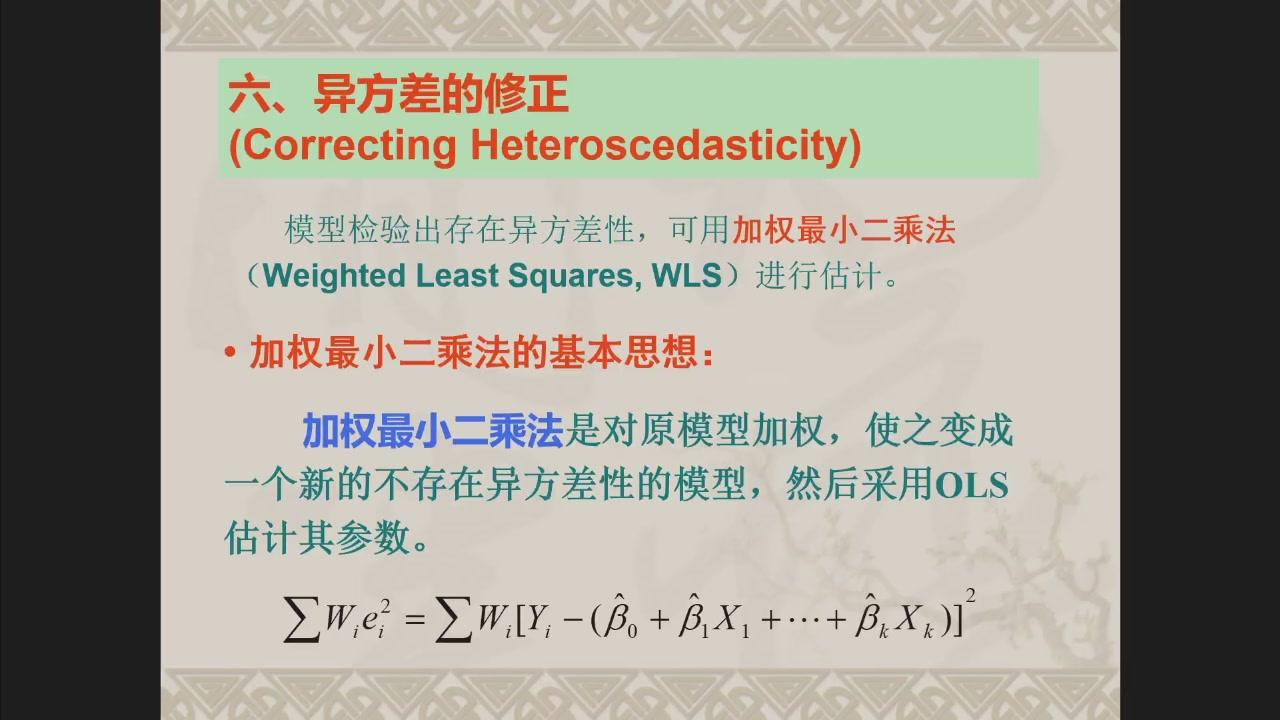 六、异方差的修正
(Correcting Heteroscedasticity)
模型检验出存在异方差性，可用加权最小二乘法
（Weighted Least Squares, WLS）进行估计。
• 加权最小二乘法的基本思想：
加权最小二乘法是对原模型加权，使之变成
一个新的不存在异方差性的模型，然后采用OLS
估计其参数。
∑W_i e_i^2 = ∑W_i[Y_i − (β̂_0 + β̂_1X_1 + ⋯ + β̂_kX_k)]^2